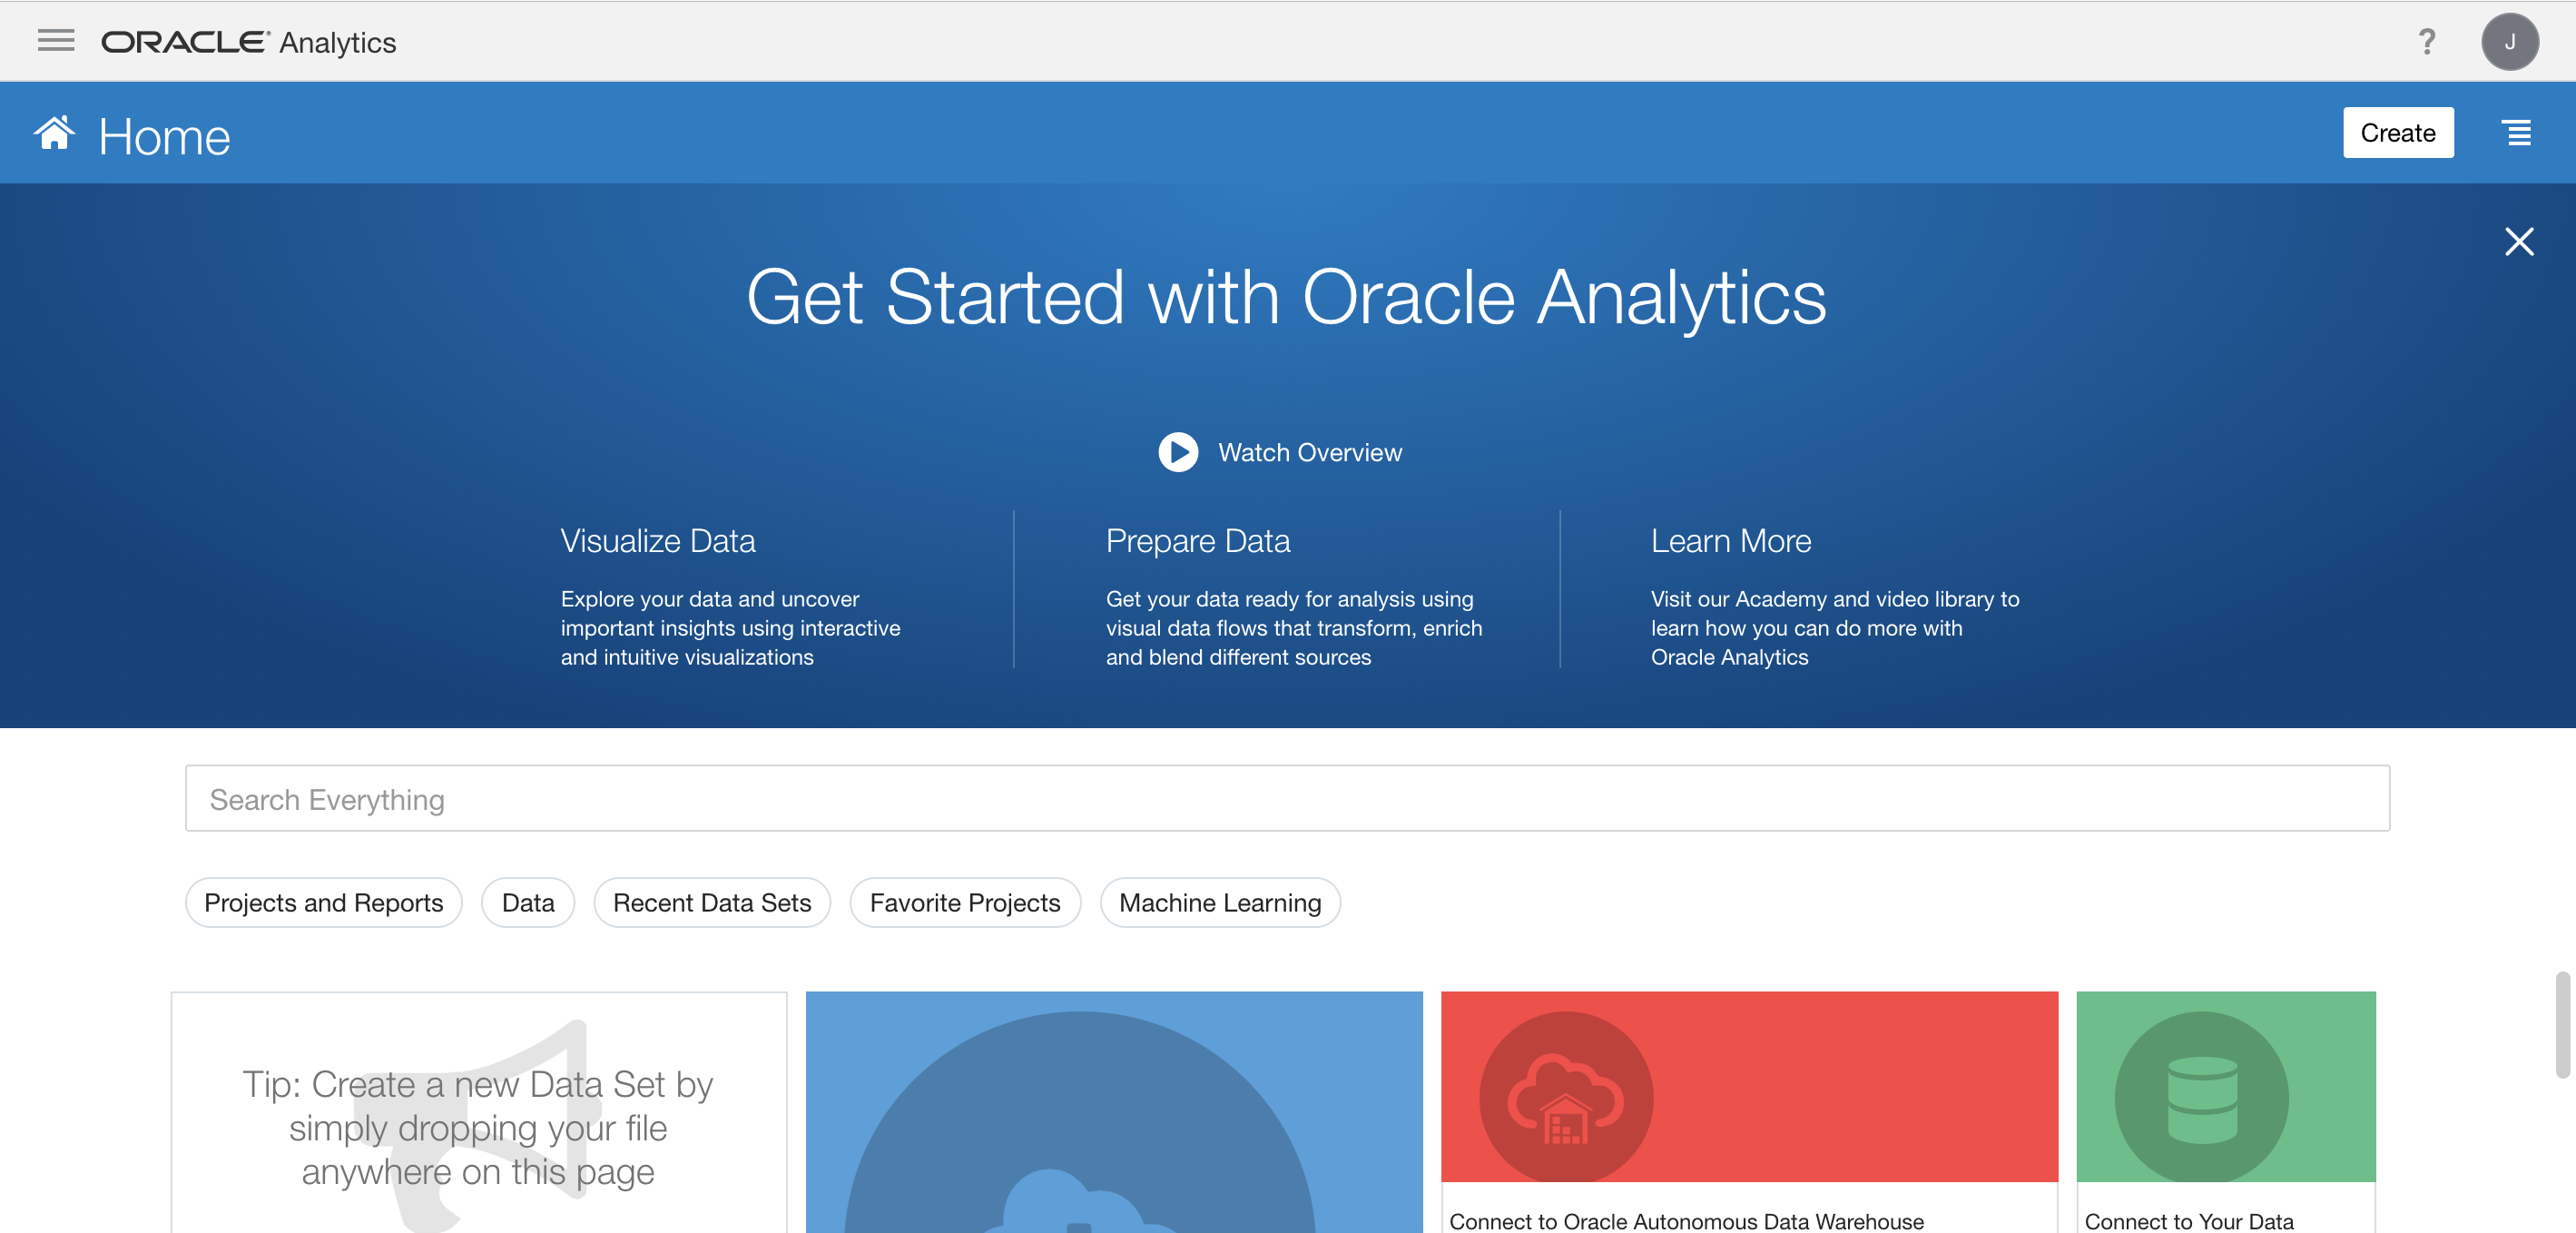 ORACLE® Analytics
?
J
Home
Create
Get Started with Oracle Analytics
Watch Overview
Visualize Data
Explore your data and uncover
important insights using interactive
and intuitive visualizations
Prepare Data
Get your data ready for analysis using
visual data flows that transform, enrich
and blend different sources
Learn More
Visit our Academy and video library to
learn how you can do more with
Oracle Analytics
Search Everything
Projects and Reports
Data
Recent Data Sets
Favorite Projects
Machine Learning
Tip: Create a new Data Set by
simply dropping your file
anywhere on this page
Connect to Oracle Autonomous Data Warehouse
Connect to Your Data